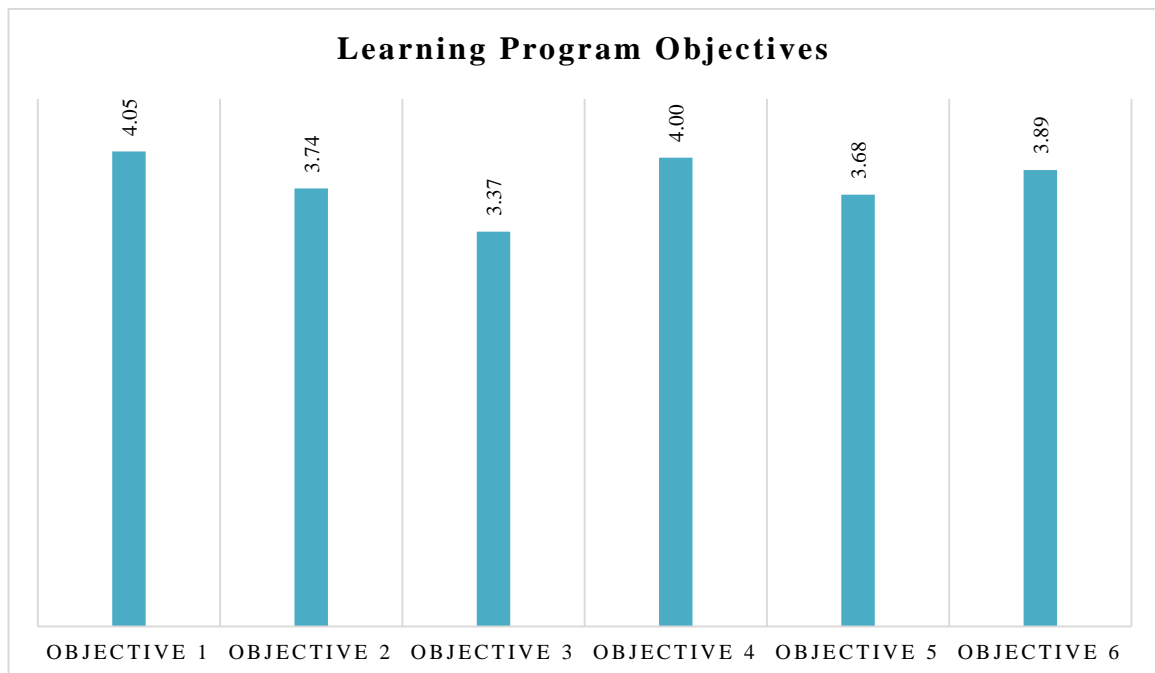 Learning Program Objectives
4.05
3.74
3.37
4.00
3.68
3.89
OBJECTIVE 1
OBJECTIVE 2
OBJECTIVE 3
OBJECTIVE 4
OBJECTIVE 5
OBJECTIVE 6